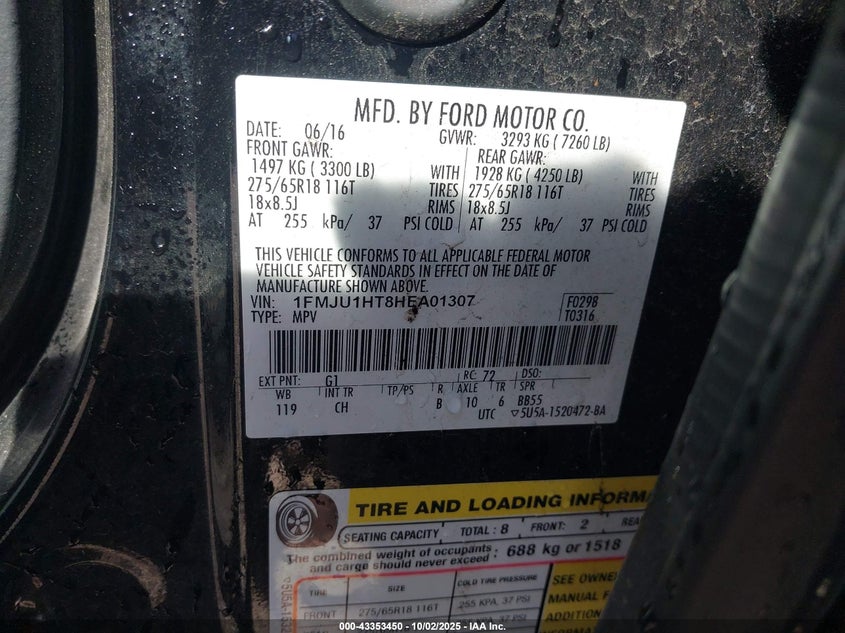 MFD. BY FORD MOTOR CO.
DATE: 06/16 GVWR: 3293 KG ( 7260 LB)
FRONT GAWR: REAR GAWR:
1497 KG ( 3300 LB) WITH 1928 KG ( 4250 LB) WITH
275/65R18 116T TIRES 275/65R18 116T TIRES
18x8.5J RIMS 18x8.5J RIMS
AT 255 kPa/ 37 PSI COLD AT 255 kPa/ 37 PSI COLD
THIS VEHICLE CONFORMS TO ALL APPLICABLE FEDERAL MOTOR
VEHICLE SAFETY STANDARDS IN EFFECT ON THE DATE OF
MANUFACTURE SHOWN ABOVE.
VIN: 1FMJU1HT8HEA01307 F0298
TYPE: MPV T0316
EXT PNT: G1 RC: 72 DSO:
WB INT TR TP/PS R AXLE TR SPR
119 CH B 10 6 BB55
UTC ▽5U5A-1520472-BA
TIRE AND LOADING INFORMA
SEATING CAPACITY TOTAL: 8 FRONT: 2 REA
The combined weight of occupants
and cargo should never exceed : 688 kg or 1518
TIRE SIZE COLD TIRE PRESSURE SEE OWNE
MANUAL F
FRONT 275/65R18 116T 255 KPA, 37 PSI ADDITION
INFORM
000-43353450 | 10/02/2025 | IAA Inc.